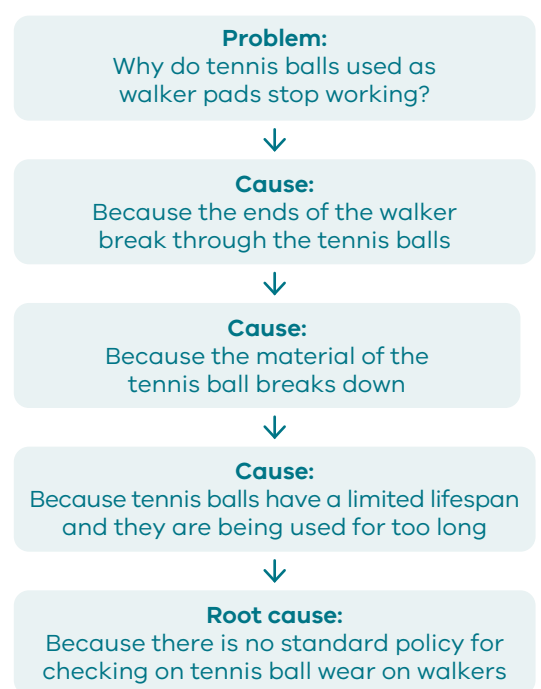 Problem:
Why do tennis balls used as
walker pads stop working?
Cause:
Because the ends of the walker
break through the tennis balls
Cause:
Because the material of the
tennis ball breaks down
Cause:
Because tennis balls have a limited lifespan
and they are being used for too long
Root cause:
Because there is no standard policy for
checking on tennis ball wear on walkers